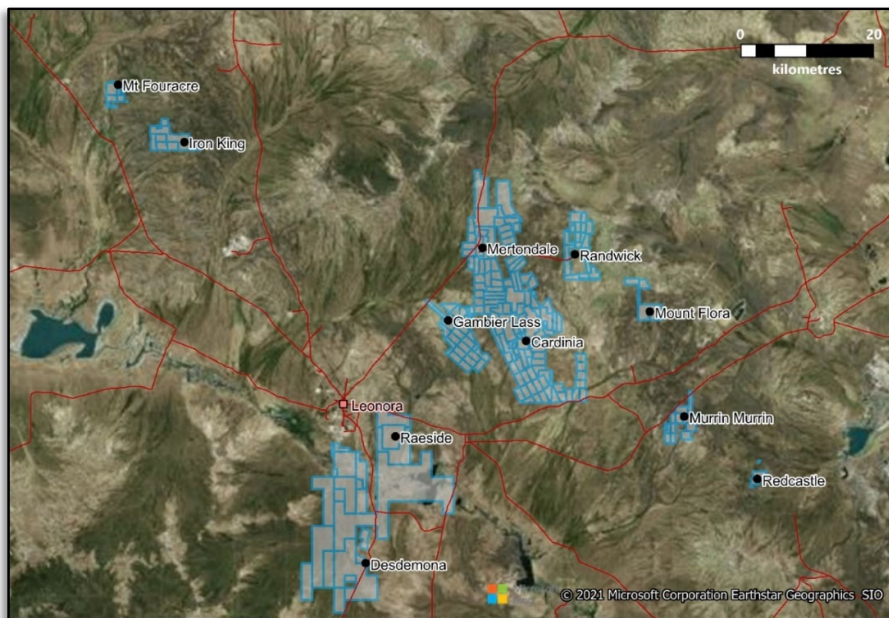 0 20
kilometres
Mt Fouracre
Iron King
Mertondale
Randwick
Mount Flora
Gambier Lass
Cardinia
Leonora
Murrin Murrin
Raeside
Redcastle
Desdemona
© 2021 Microsoft Corporation Earthstar Geographics SIO